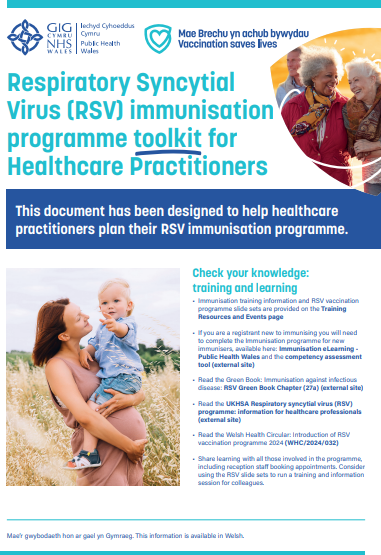 GIG
CYMRU
NHS
WALES
Iechyd Cyhoeddus
Cymru
Public Health
Wales
Mae Brechu yn achub bywydau
Vaccination saves lives
Respiratory Syncytial
Virus (RSV) immunisation
programme toolkit for
Healthcare Practitioners
This document has been designed to help healthcare
practitioners plan their RSV immunisation programme.
Check your knowledge:
training and learning
• Immunisation training information and RSV vaccination
programme slide sets are provided on the Training
Resources and Events page
• If you are a registrant new to immunising you will need
to complete the Immunisation programme for new
immunisers, available here: Immunisation eLearning -
Public Health Wales and the competency assessment
tool (external site)
• Read the Green Book: Immunisation against infectious
disease: RSV Green Book Chapter (27a) (external site)
• Read the UKHSA Respiratory syncytial virus (RSV)
programme: information for healthcare professionals
(external site)
• Read the Welsh Health Circular: Introduction of RSV
vaccination programme 2024 (WHC/2024/032)
• Share learning with all those involved in the programme,
including reception staff booking appointments. Consider
using the RSV slide sets to run a training and information
session for colleagues.
Mae'r gwybodaeth hon ar gael yn Gymraeg. This information is available in Welsh.